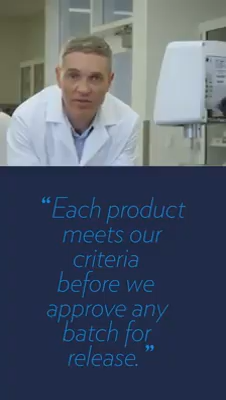 “Each product
meets our
criteria
before we
approve any
batch for
release.”